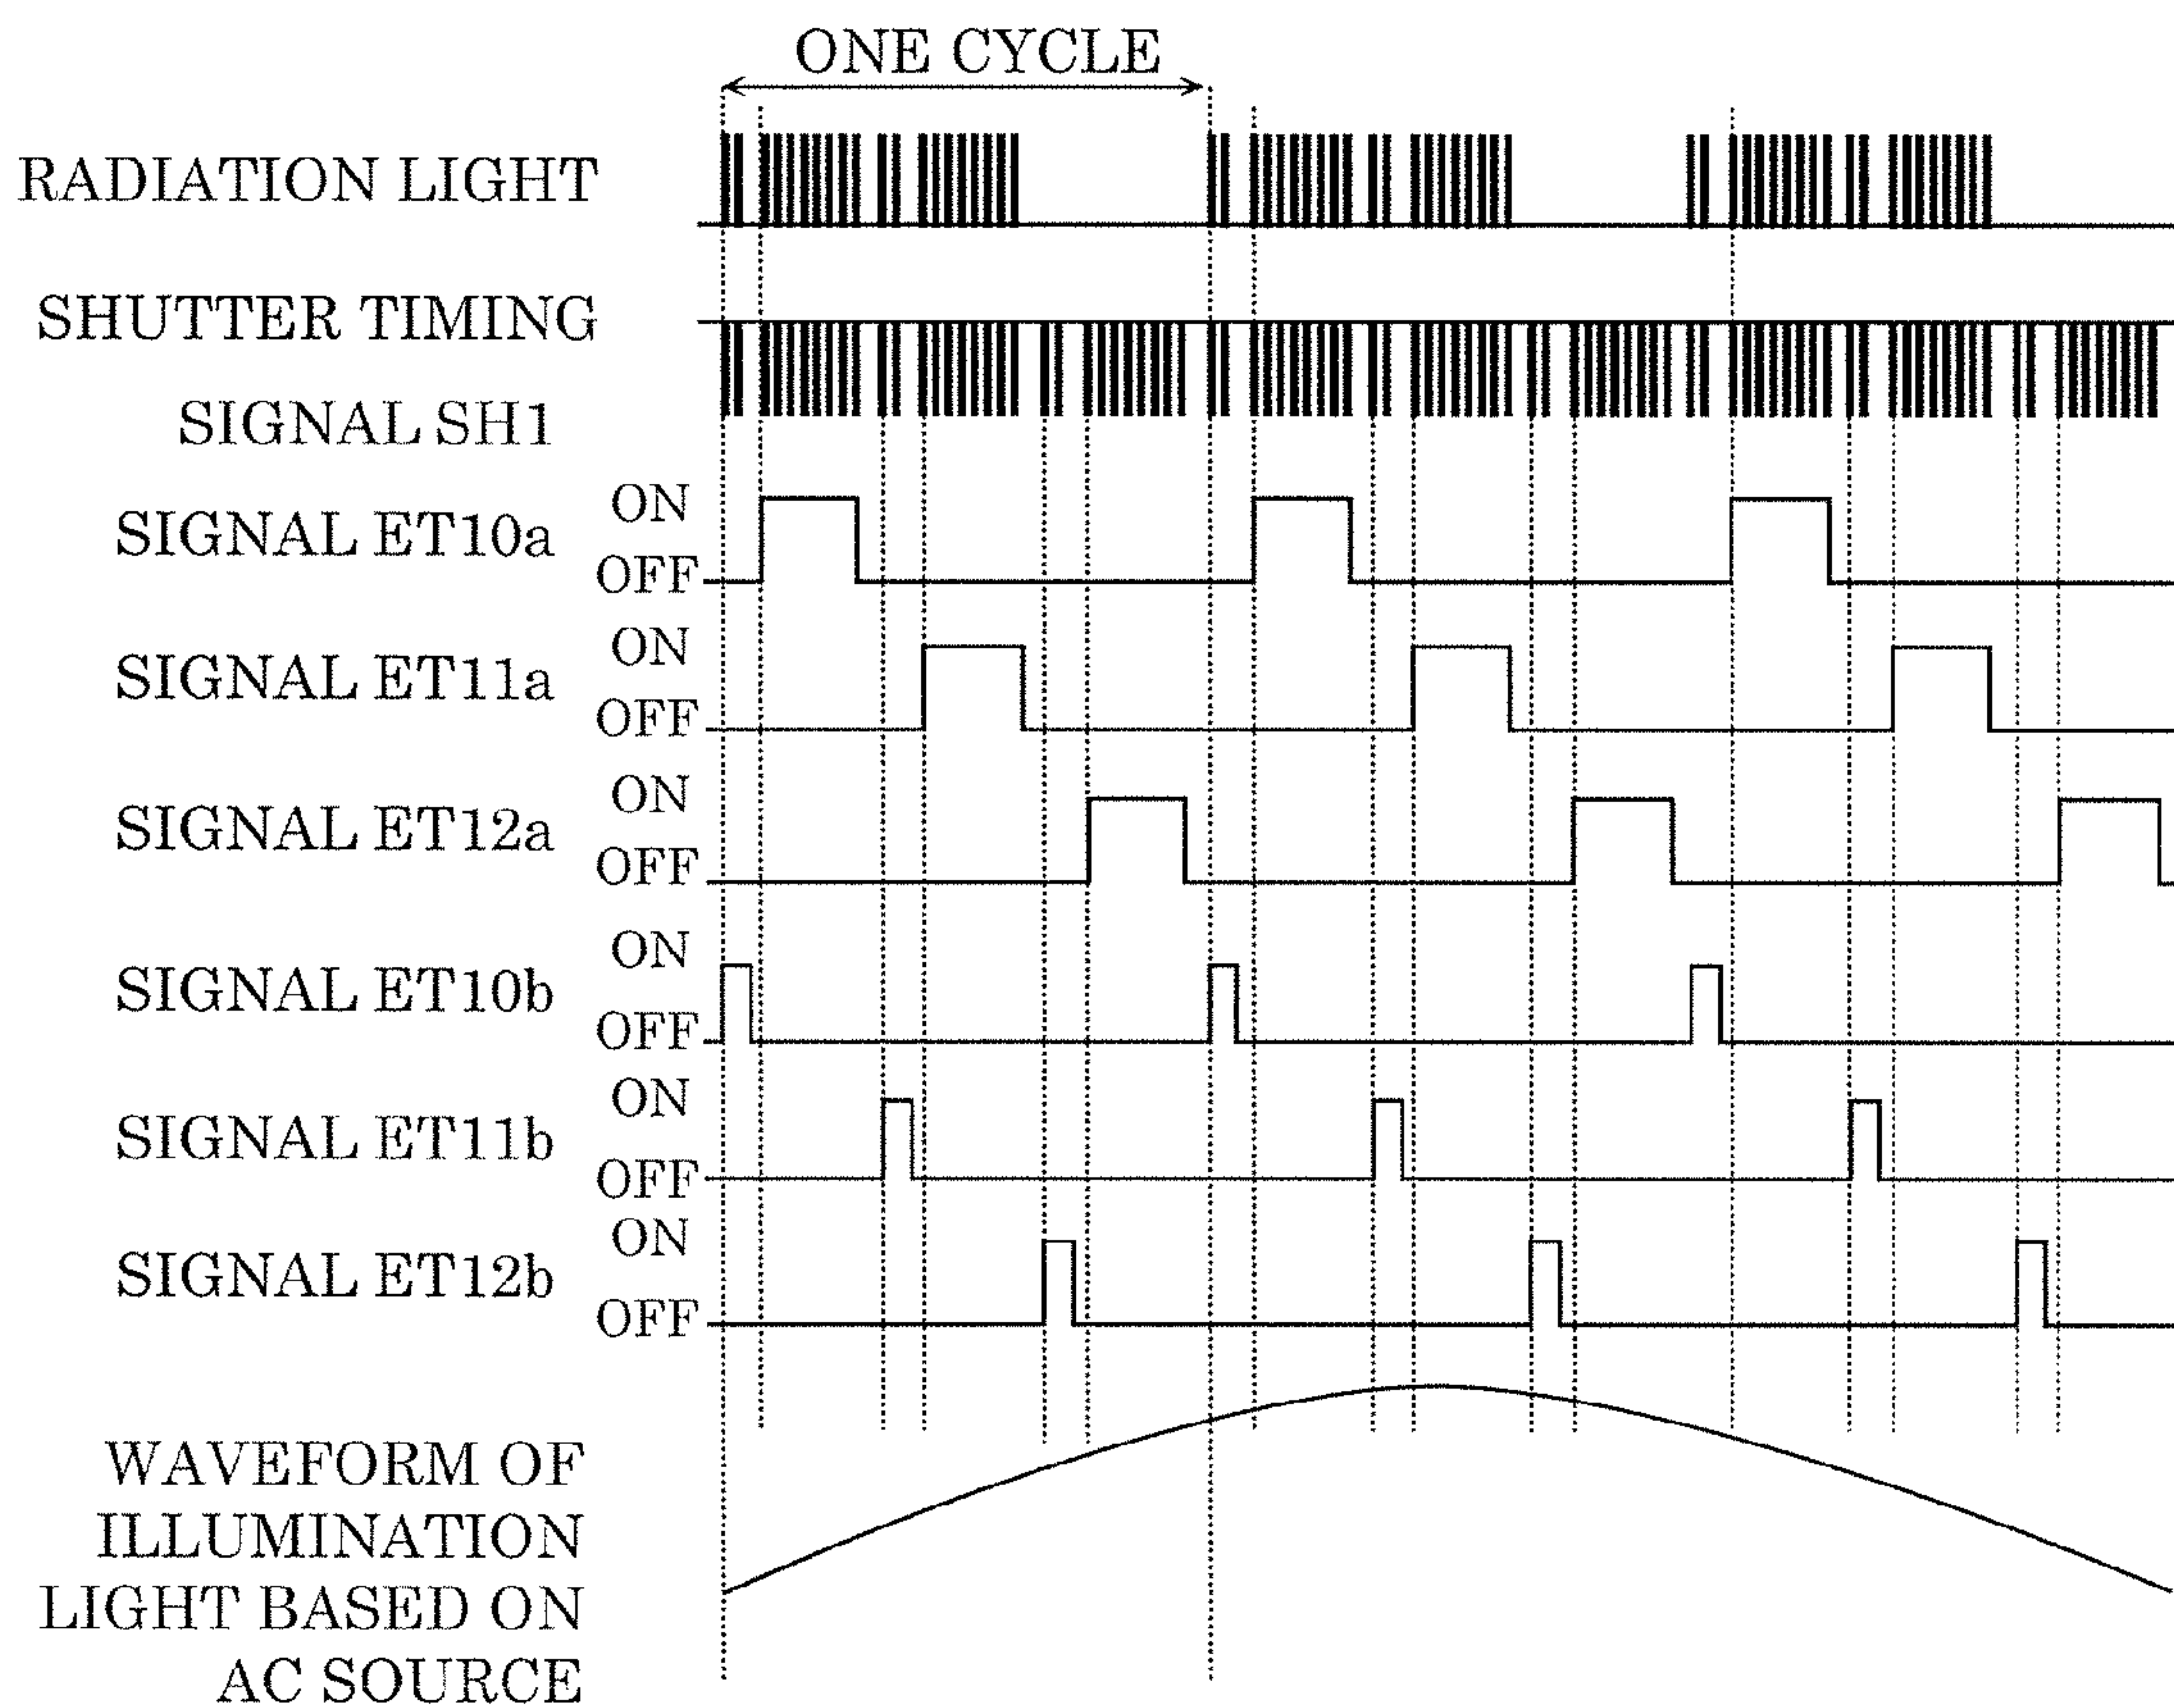 ONE CYCLE
RADIATION LIGHT
SHUTTER TIMING
SIGNAL SH1
ON
SIGNAL ET10a
OFF
ON
SIGNAL ET11a
OFF
ON
SIGNAL ET12a
OFF
ON
SIGNAL ET10b
OFF
ON
SIGNAL ET11b
OFF
ON
SIGNAL ET12b
OFF
WAVEFORM OF
ILLUMINATION
LIGHT BASED ON
AC SOURCE